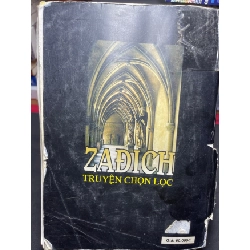 ZAĐICH
TRUYỆN CHỌN LỌC